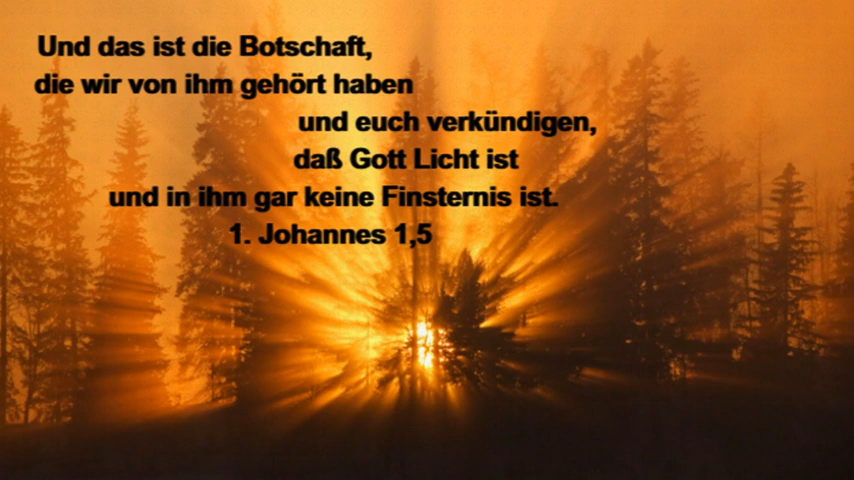 Und das ist die Botschaft,
die wir von ihm gehört haben
und euch verkündigen,
daß Gott Licht ist
und in ihm gar keine Finsternis ist.
1. Johannes 1,5